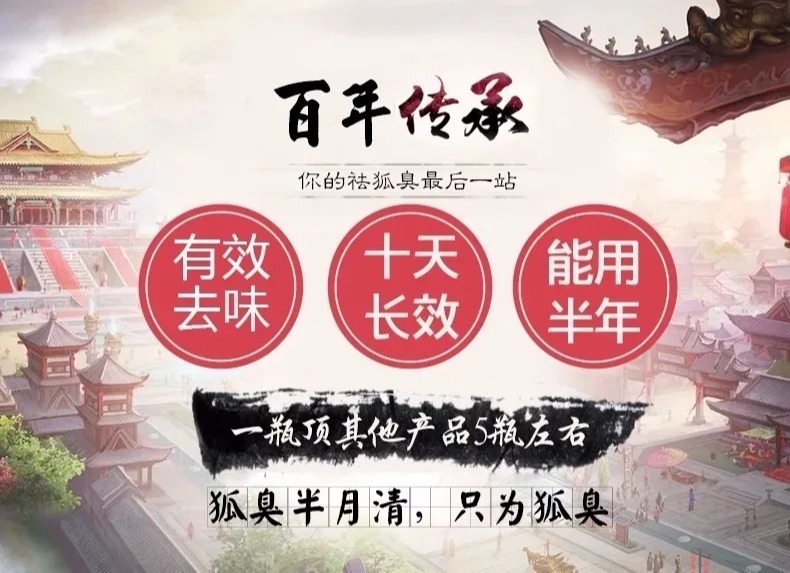 百年传承
你的祛狐臭最后一站
有效
去味
十天
长效
能用
半年
一瓶顶其他产品5瓶左右
狐臭半月清，只为狐臭